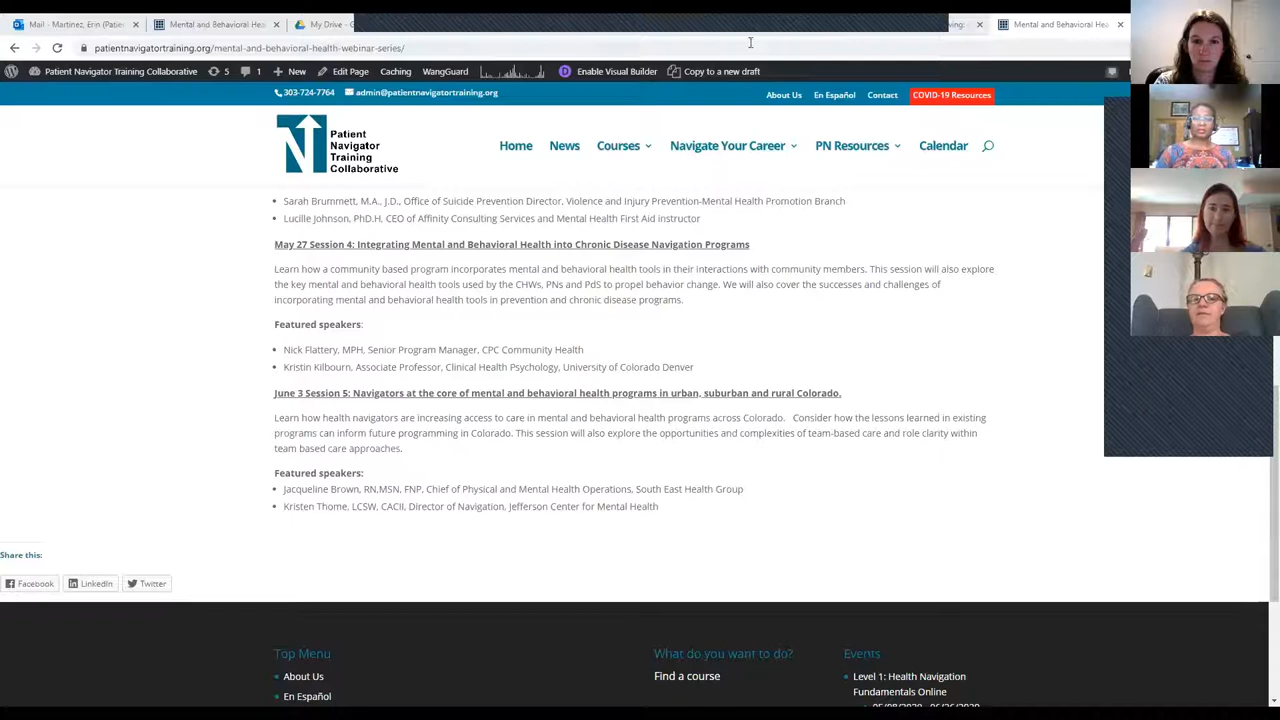 Mail - Martinez, Erin (Patie
Mental and Behavioral Hea
My Drive - G
ving: d
Mental and Behavioral Hea
patientnavigatortraining.org/mental-and-behavioral-health-webinar-series/
Patient Navigator Training Collaborative
5
1
New
Edit Page
Caching
WangGuard
Enable Visual Builder
Copy to a new draft
303-724-7764
admin@patientnavigatortraining.org
About Us
En Español
Contact
COVID-19 Resources
Patient
Navigator
Training
Collaborative
Home
News
Courses
Navigate Your Career
PN Resources
Calendar
Sarah Brummett, M.A., J.D., Office of Suicide Prevention Director, Violence and Injury Prevention-Mental Health Promotion Branch
Lucille Johnson, PhD.H, CEO of Affinity Consulting Services and Mental Health First Aid instructor
May 27 Session 4: Integrating Mental and Behavioral Health into Chronic Disease Navigation Programs
Learn how a community based program incorporates mental and behavioral health tools in their interactions with community members. This session will also explore
the key mental and behavioral health tools used by the CHWs, PNs and PdS to propel behavior change. We will also cover the successes and challenges of
incorporating mental and behavioral health tools in prevention and chronic disease programs.
Featured speakers:
Nick Flattery, MPH, Senior Program Manager, CPC Community Health
Kristin Kilbourn, Associate Professor, Clinical Health Psychology, University of Colorado Denver
June 3 Session 5: Navigators at the core of mental and behavioral health programs in urban, suburban and rural Colorado.
Learn how health navigators are increasing access to care in mental and behavioral health programs across Colorado. Consider how the lessons learned in existing
programs can inform future programming in Colorado. This session will also explore the opportunities and complexities of team-based care and role clarity within
team based care approaches.
Featured speakers:
Jacqueline Brown, RN,MSN, FNP, Chief of Physical and Mental Health Operations, South East Health Group
Kristen Thome, LCSW, CACII, Director of Navigation, Jefferson Center for Mental Health
Share this:
Facebook
LinkedIn
Twitter
Top Menu
What do you want to do?
Events
About Us
Find a course
Level 1: Health Navigation
En Español
Fundamentals Online
05/08/2020 - 06/26/2020